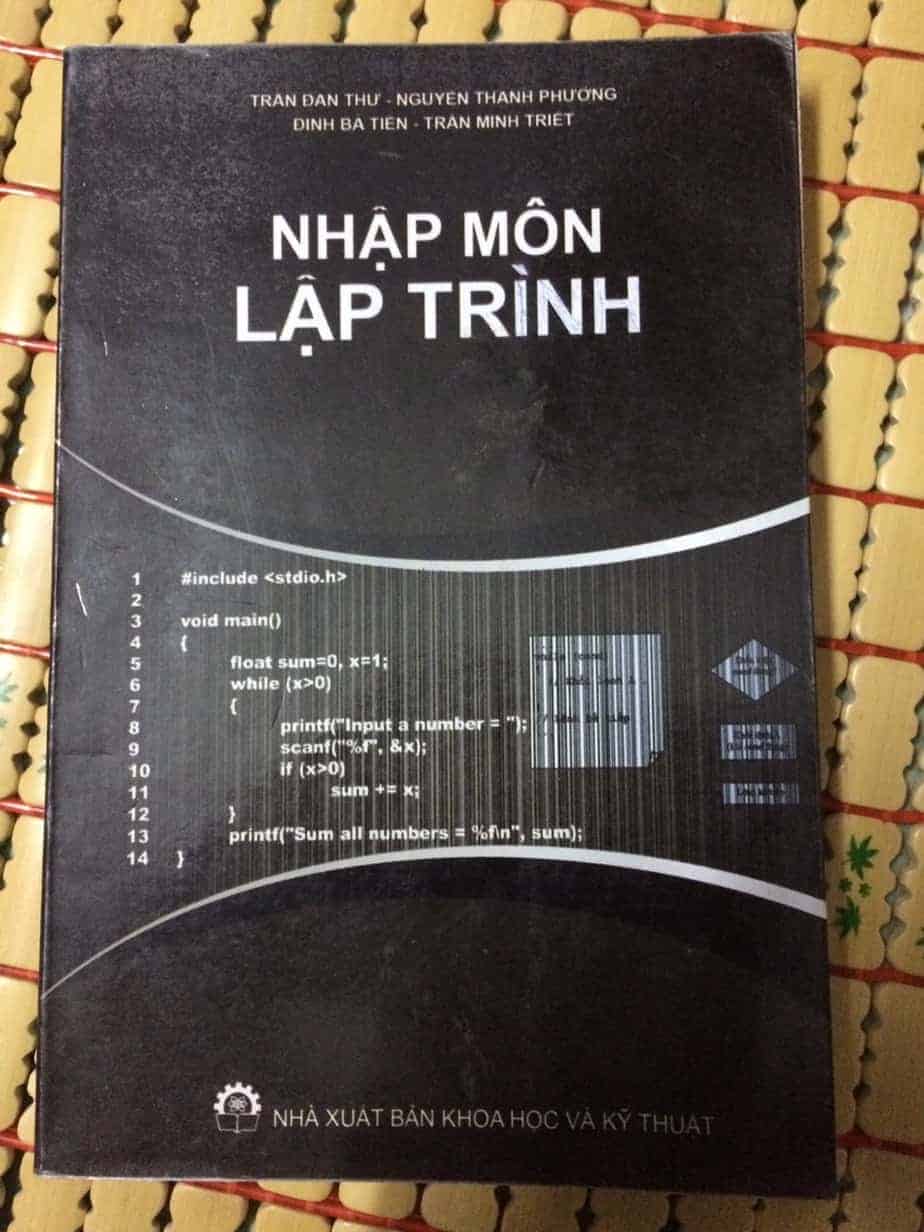 TRẦN ĐAN THƯ - NGUYỄN THANH PHƯƠNG
ĐINH BÁ TIẾN - TRẦN MINH TRIẾT
NHẬP MÔN
LẬP TRÌNH
1 #include <stdio.h>
2
3 void main()
4 {
5 float sum=0, x=1;
6 while (x>0)
7 {
8 printf("Input a number = ");
9 scanf("%f", &x);
10 if (x>0)
11 sum += x;
12 }
13 printf("Sum all numbers = %f\n", sum);
14 }
NHÀ XUẤT BẢN KHOA HỌC VÀ KỸ THUẬT